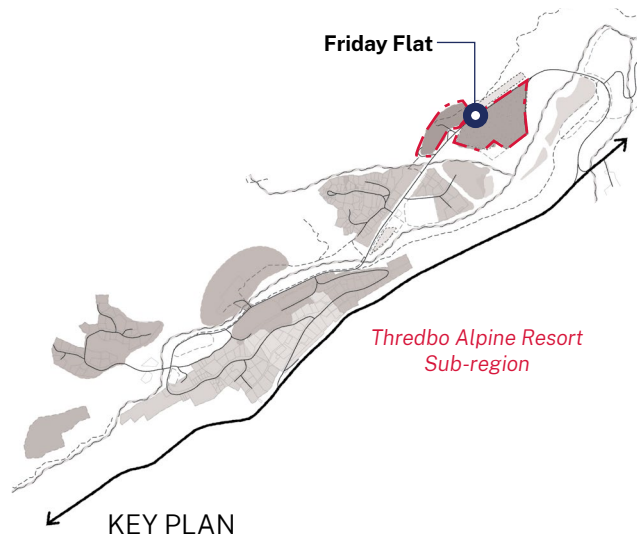 Friday Flat
Thredbo Alpine Resort
Sub-region
KEY PLAN